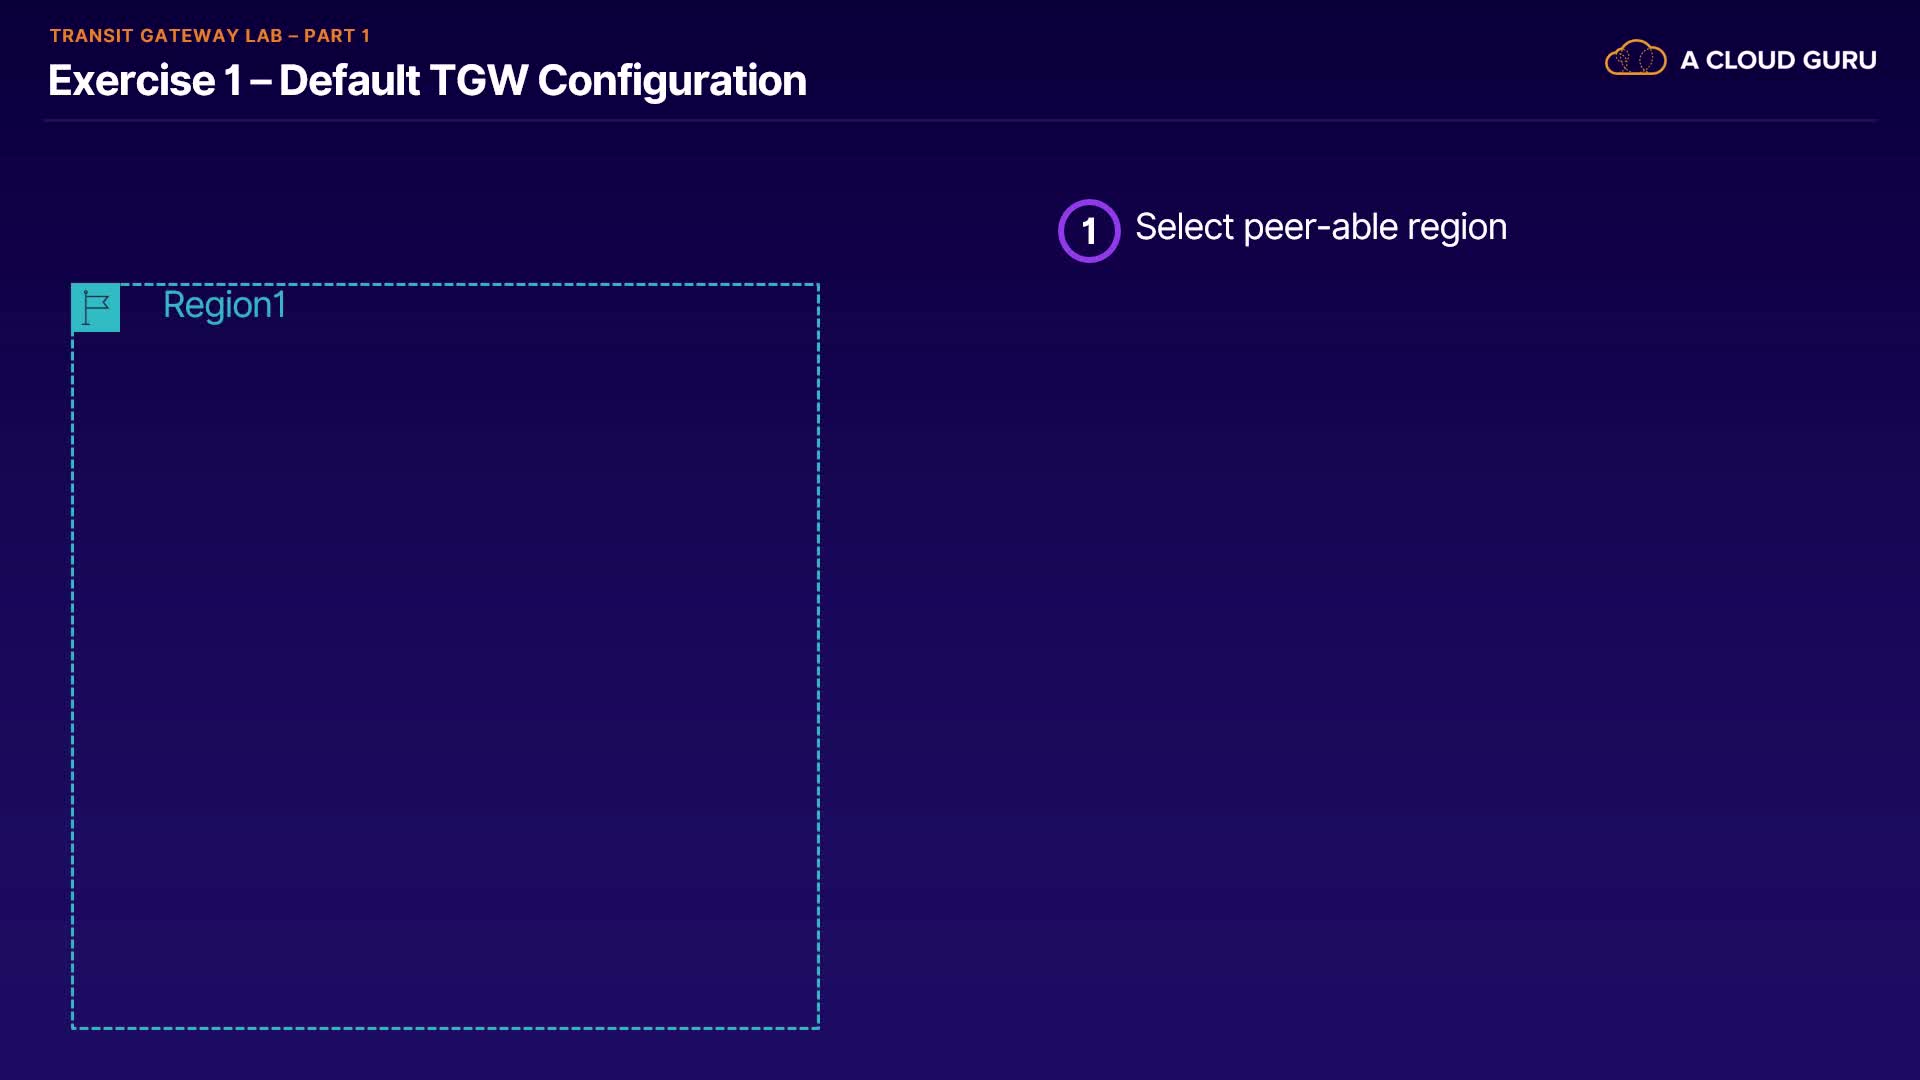 TRANSIT GATEWAY LAB – PART 1
Exercise 1 – Default TGW Configuration
A CLOUD GURU
1 Select peer-able region
Region1